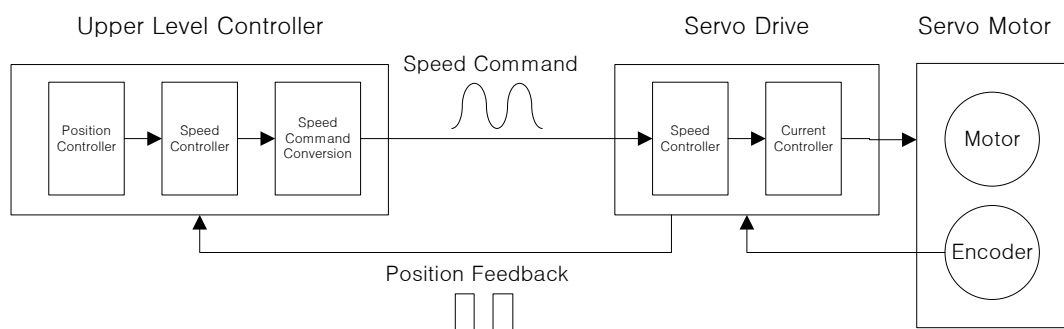 Upper Level Controller
Servo Drive
Servo Motor
Speed Command
Position
Controller
Speed
Controller
Speed
Command
Conversion
Speed
Controller
Current
Controller
Motor
Encoder
Position Feedback